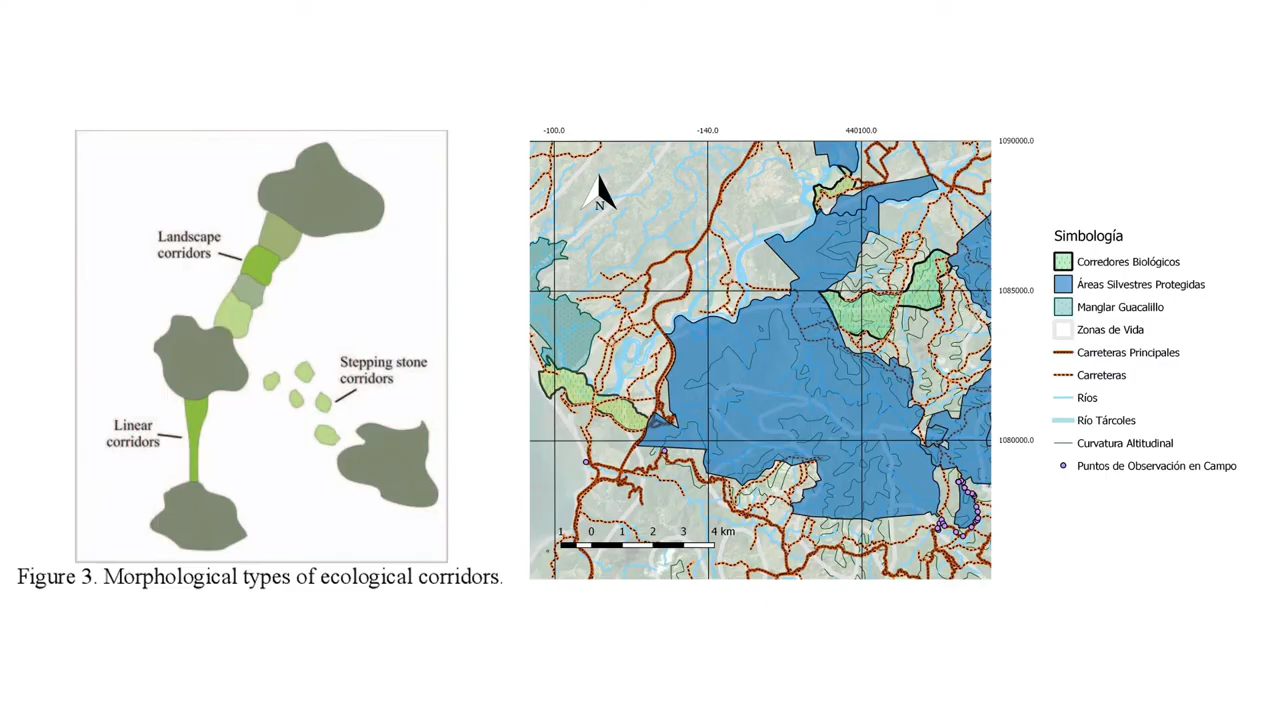 Landscape
corridors
Stepping stone
corridors
Linear
corridors
Figure 3. Morphological types of ecological corridors.
-100.0
-140.0
440100.0
1090000.0
1085000.0
1080000.0
N
1 0 1 2 3 4 km
Simbología
Corredores Biológicos
Áreas Silvestres Protegidas
Manglar Guacalillo
Zonas de Vida
Carreteras Principales
Carreteras
Ríos
Río Tárcoles
Curvatura Altitudinal
Puntos de Observación en Campo